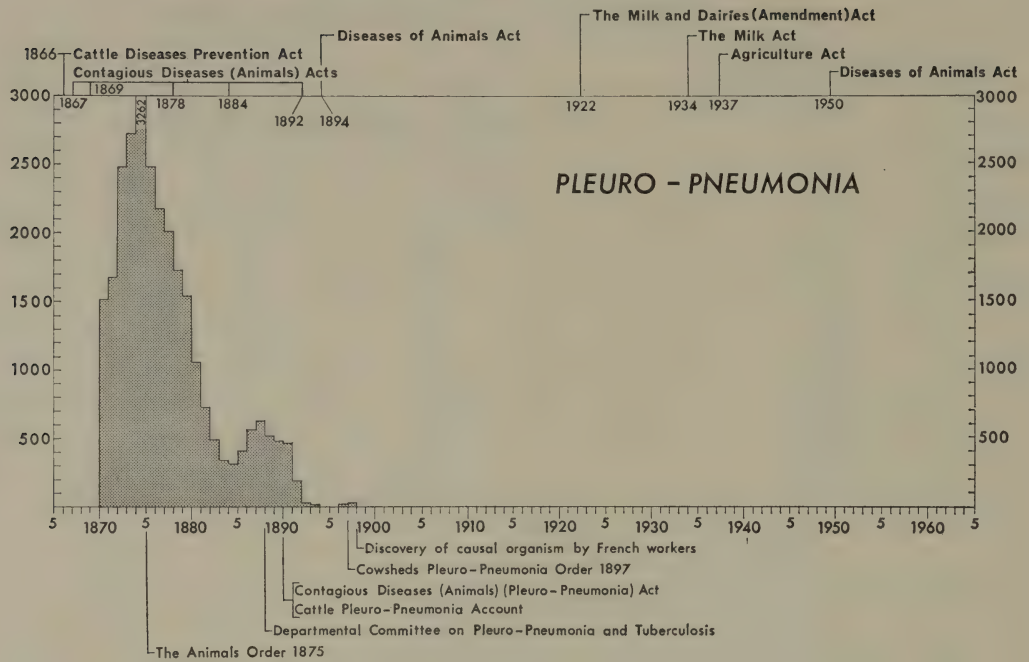 The Milk and Dairies (Amendment) Act
Diseases of Animals Act
The Milk Act
1866 Cattle Diseases Prevention Act
Agriculture Act
Contagious Diseases (Animals) Acts
Diseases of Animals Act
1869
3000 1867 1878 1884 1892 1894 1922 1934 1937 1950 3000
3262
2500 2500
PLEURO - PNEUMONIA
2000 2000
1500 1500
1000 1000
500 500
5 1870 5 1880 5 1890 5 1900 5 1910 5 1920 5 1930 5 1940 5 1950 5 1960 5
Discovery of causal organism by French workers
Cowsheds Pleuro-Pneumonia Order 1897
Contagious Diseases (Animals) (Pleuro-Pneumonia) Act
Cattle Pleuro-Pneumonia Account
Departmental Committee on Pleuro-Pneumonia and Tuberculosis
The Animals Order 1875